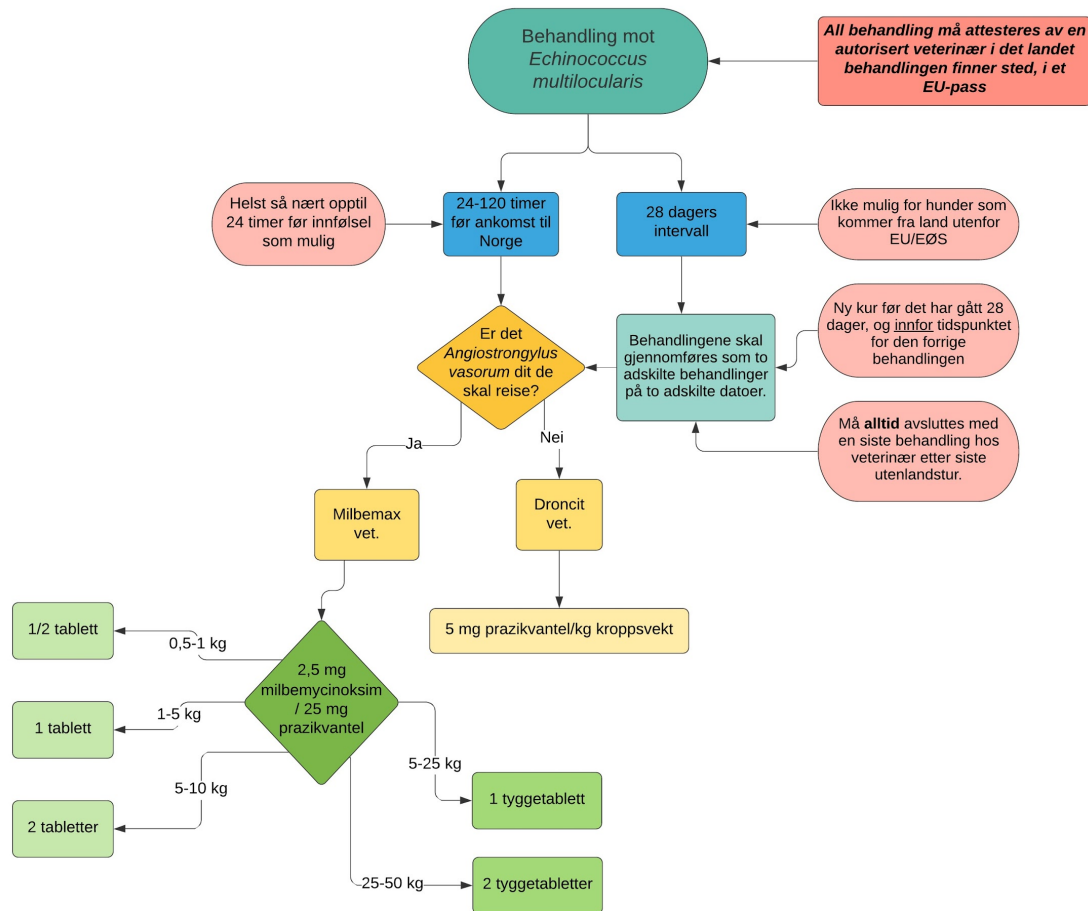 Behandling mot
Echinococcus
multilocularis
All behandling må attesteres av en
autorisert veterinær i det landet
behandlingen finner sted, i et
EU-pass
Helst så nært opptil
24 timer før innfølsel
som mulig
24-120 timer
før ankomst til
Norge
28 dagers
intervall
Ikke mulig for hunder som
kommer fra land utenfor
EU/EØS
Er det
Angiostrongylus
vasorum dit de
skal reise?
Behandlingene skal
gjennomføres som to
adskilte behandlinger
på to adskilte datoer.
Ny kur før det har gått 28
dager, og innfor tidspunktet
for den forrige
behandlingen
Må alltid avsluttes med
en siste behandling hos
veterinær etter siste
utenlandstur.
Ja
Nei
Milbemax
vet.
Droncit
vet.
5 mg prazikvantel/kg kroppsvekt
1/2 tablett
0,5-1 kg
2,5 mg
milbemycinoksim
/ 25 mg
prazikvantel
1 tablett
1-5 kg
5-10 kg
2 tabletter
5-25 kg
1 tyggetablett
25-50 kg
2 tyggetabletter